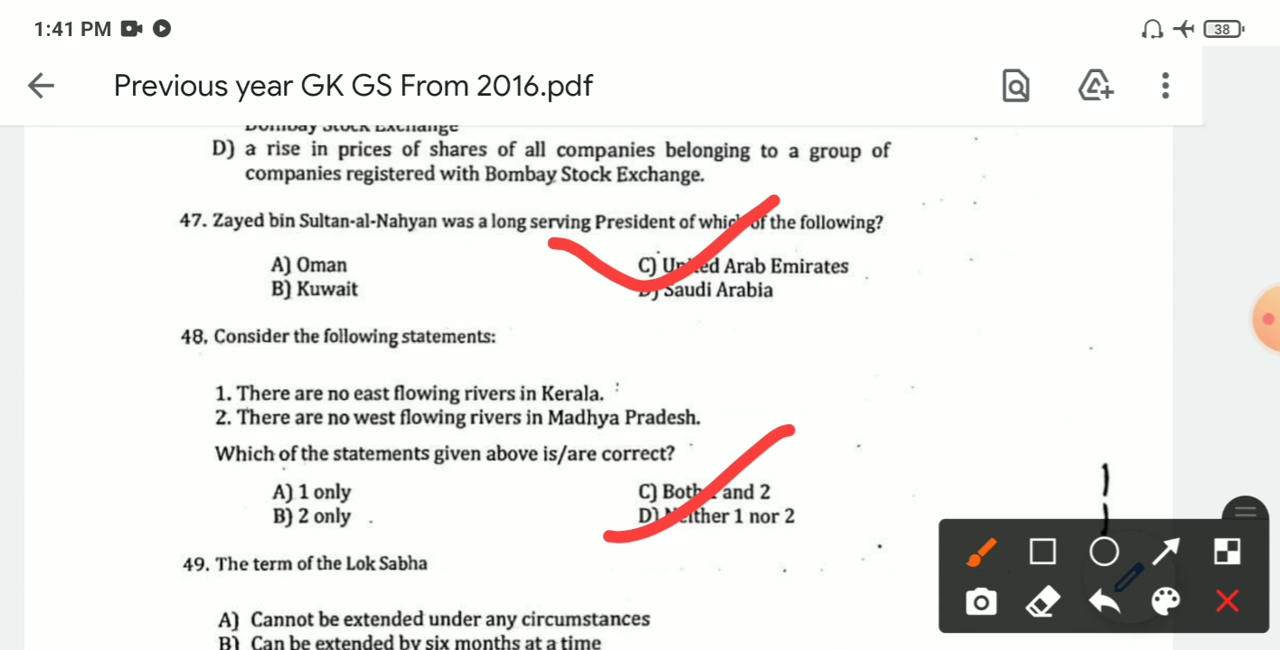 1:41 PM
38
Previous year GK GS From 2016.pdf
Bombay Stock Exchange
D) a rise in prices of shares of all companies belonging to a group of
companies registered with Bombay Stock Exchange.
47. Zayed bin Sultan-al-Nahyan was a long serving President of which of the following?
A) Oman
C) United Arab Emirates
B) Kuwait
D) Saudi Arabia
48. Consider the following statements:
1. There are no east flowing rivers in Kerala.
2. There are no west flowing rivers in Madhya Pradesh.
Which of the statements given above is/are correct?
A) 1 only
C) Both 1 and 2
B) 2 only
D) Neither 1 nor 2
49. The term of the Lok Sabha
A) Cannot be extended under any circumstances
B) Can be extended by six months at a time